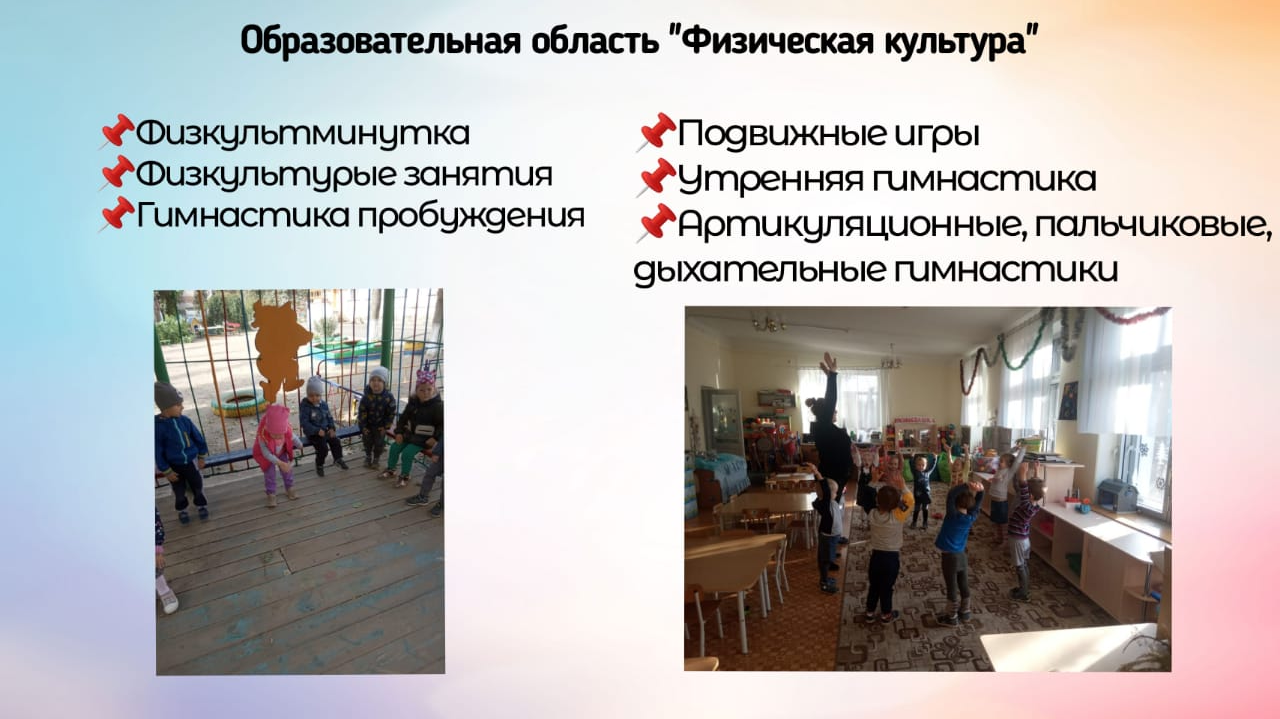 Образовательная область "Физическая культура"
📌Физкультминутка
📌Физкультурые занятия
📌Гимнастика пробуждения
📌Подвижные игры
📌Утренняя гимнастика
📌Артикуляционные, пальчиковые,
дыхательные гимнастики